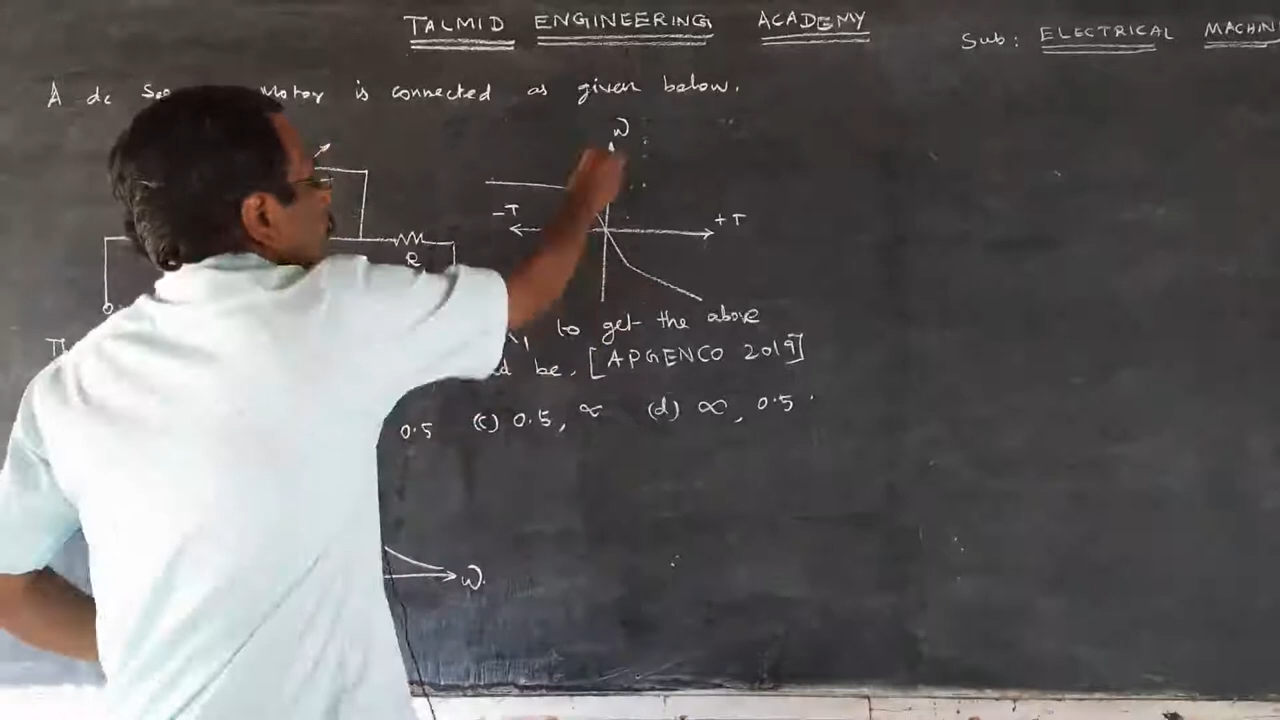 TALMID ENGINEERING ACADEMY
Sub: ELECTRICAL MACHIN
A dc Se Motor is connected as given below.
ω
-T +T
R
to get the above
be, [APGENCO 2019]
0.5 (c) 0.5, ∝ (d) ∞, 0.5.
ω.